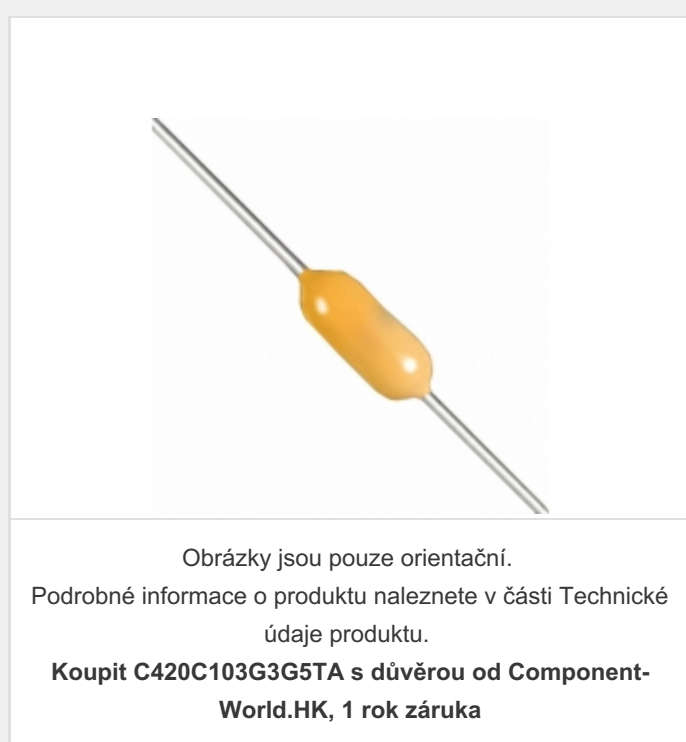 Obrázky jsou pouze orientační.
Podrobné informace o produktu naleznete v části Technické
údaje produktu.
Koupit C420C103G3G5TA s důvěrou od Component-
World.HK, 1 rok záruka